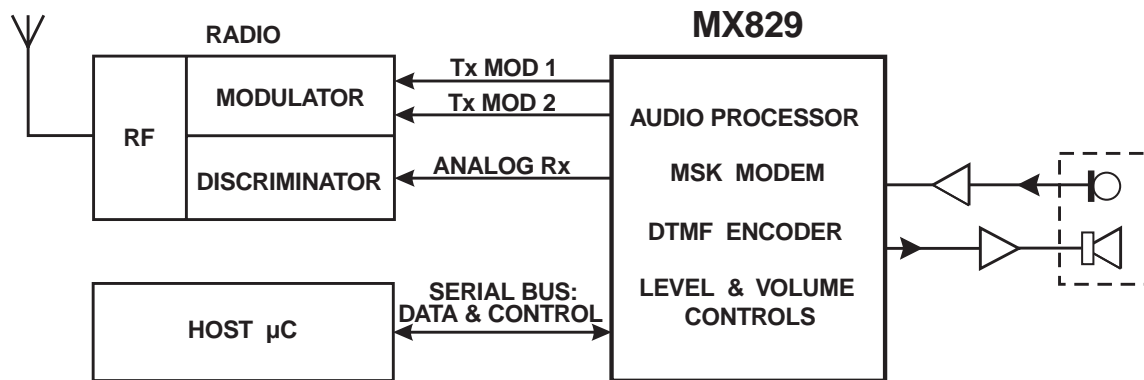 MX829
RADIO
RF
MODULATOR
DISCRIMINATOR
Tx MOD 1
Tx MOD 2
ANALOG Rx
AUDIO PROCESSOR
MSK MODEM
DTMF ENCODER
LEVEL & VOLUME
CONTROLS
HOST µC
SERIAL BUS:
DATA & CONTROL